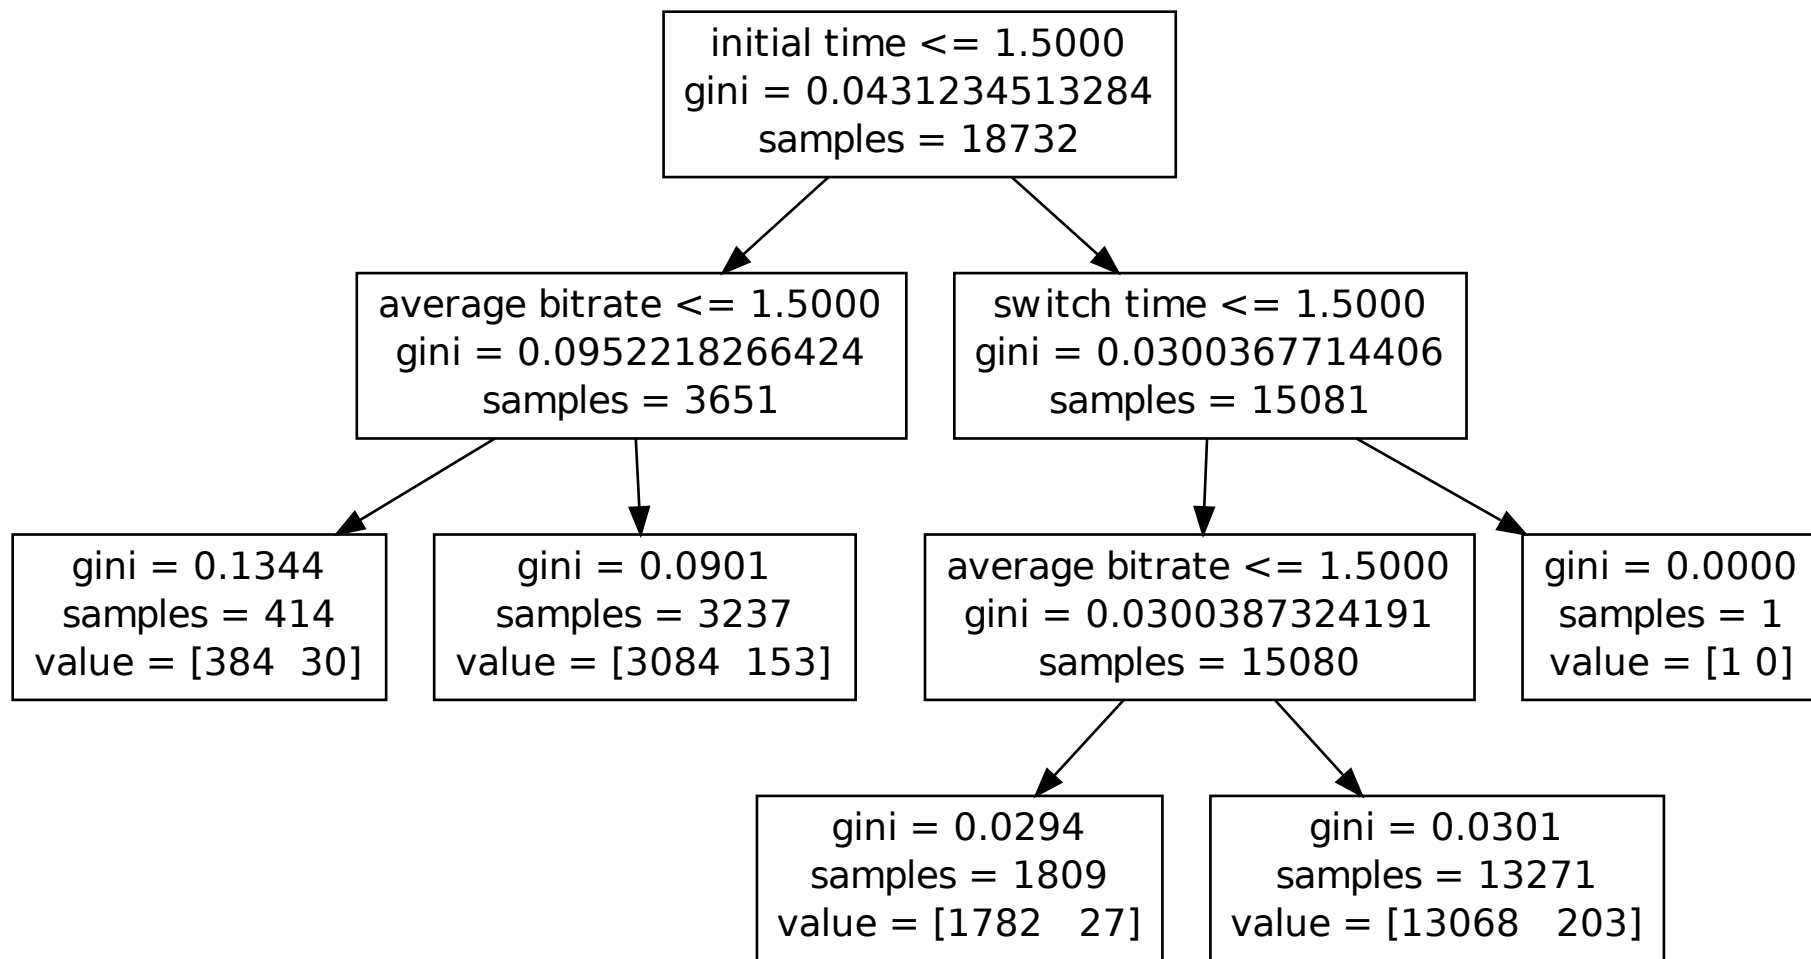 initial time <= 1.5000
gini = 0.0431234513284
samples = 18732
average bitrate <= 1.5000
gini = 0.0952218266424
samples = 3651
switch time <= 1.5000
gini = 0.0300367714406
samples = 15081
gini = 0.1344
samples = 414
value = [384  30]
gini = 0.0901
samples = 3237
value = [3084  153]
average bitrate <= 1.5000
gini = 0.0300387324191
samples = 15080
gini = 0.0000
samples = 1
value = [1 0]
gini = 0.0294
samples = 1809
value = [1782   27]
gini = 0.0301
samples = 13271
value = [13068   203]